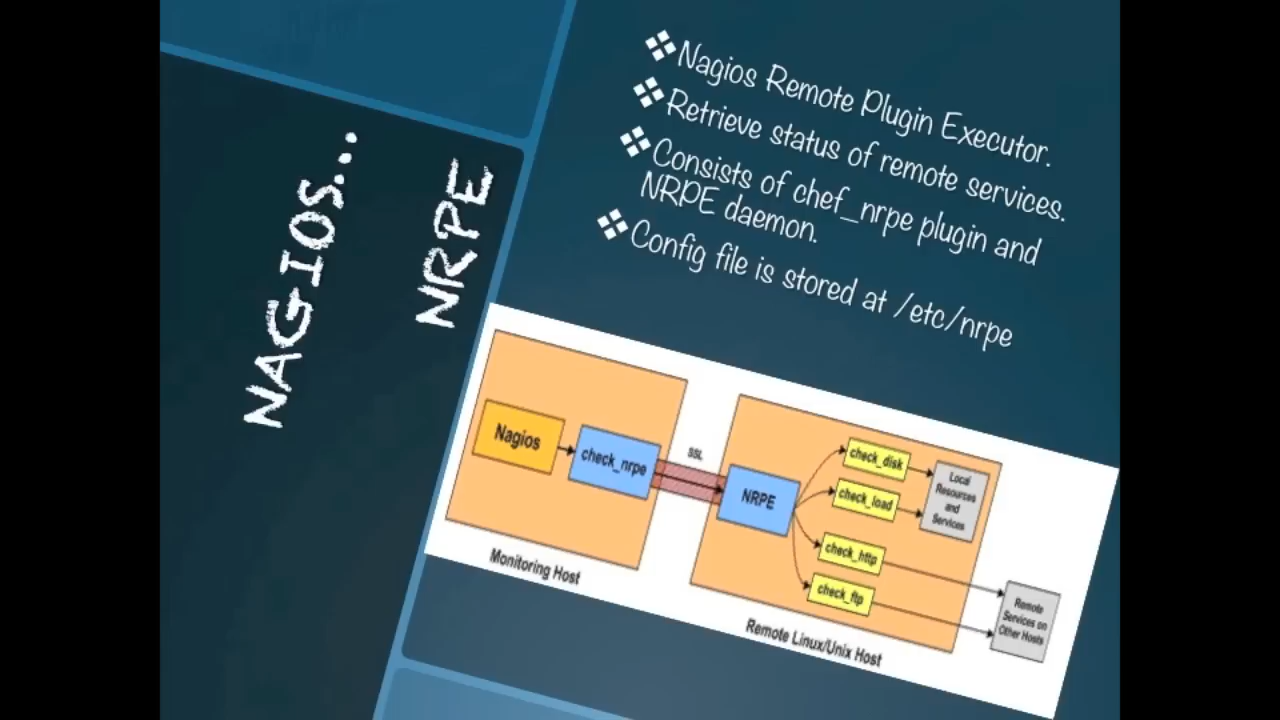 NAGIOS...
NRPE
Nagios Remote Plugin Executor.
Retrieve status of remote services.
Consists of chef_nrpe plugin and
NRPE daemon.
Config file is stored at /etc/nrpe
Nagios
check_nrpe
SSL
NRPE
check_disk
check_load
check_http
check_ftp
Local
Resources
and
Services
Remote
Services on
Other Hosts
Monitoring Host
Remote Linux/Unix Host